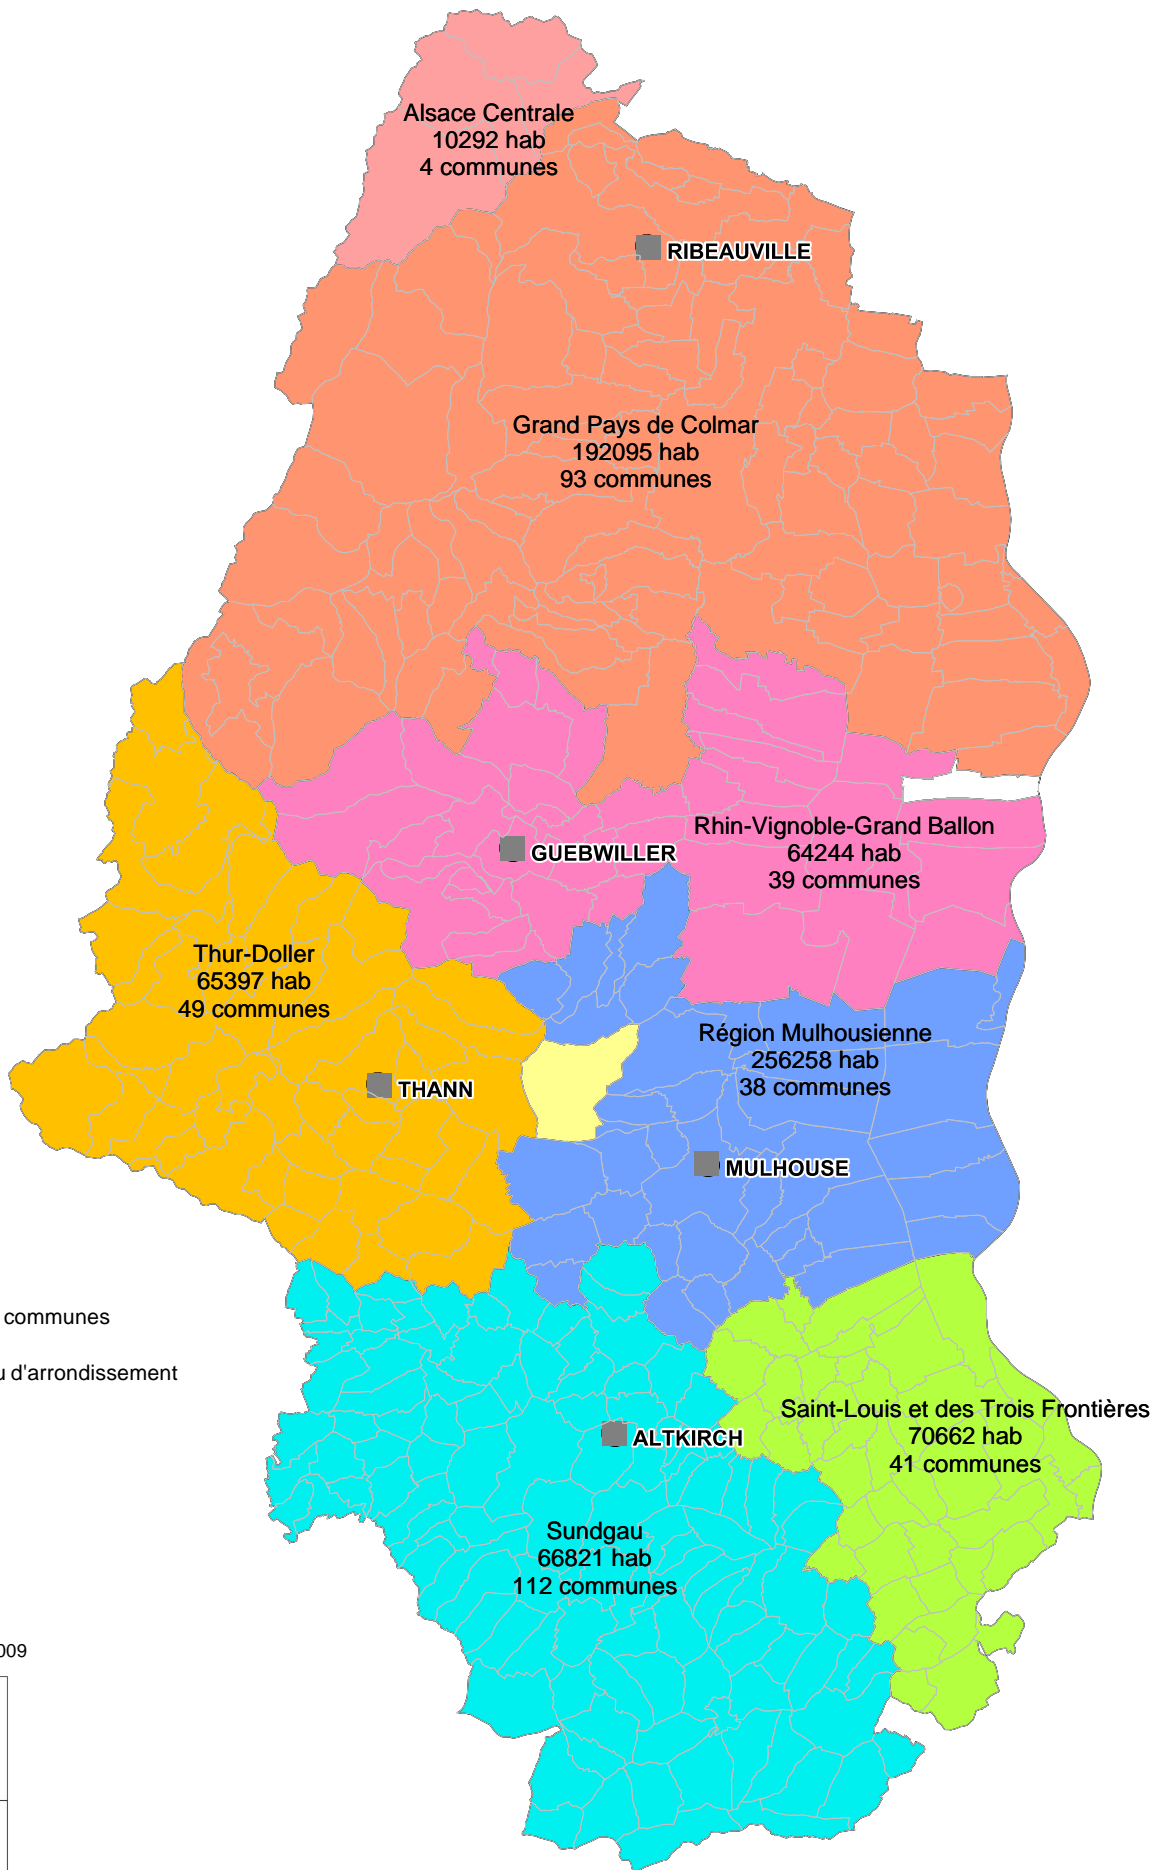 Alsace Centrale
10292 hab
4 communes
RIBEAUVILLE
Grand Pays de Colmar
192095 hab
93 communes
Rhin-Vignoble-Grand Ballon
64244 hab
39 communes
GUEBWILLER
Thur-Doller
65397 hab
49 communes
Région Mulhousienne
256258 hab
38 communes
THANN
MULHOUSE
communes
d'arrondissement
Saint-Louis et des Trois Frontières
70662 hab
41 communes
ALTKIRCH
Sundgau
66821 hab
112 communes
009